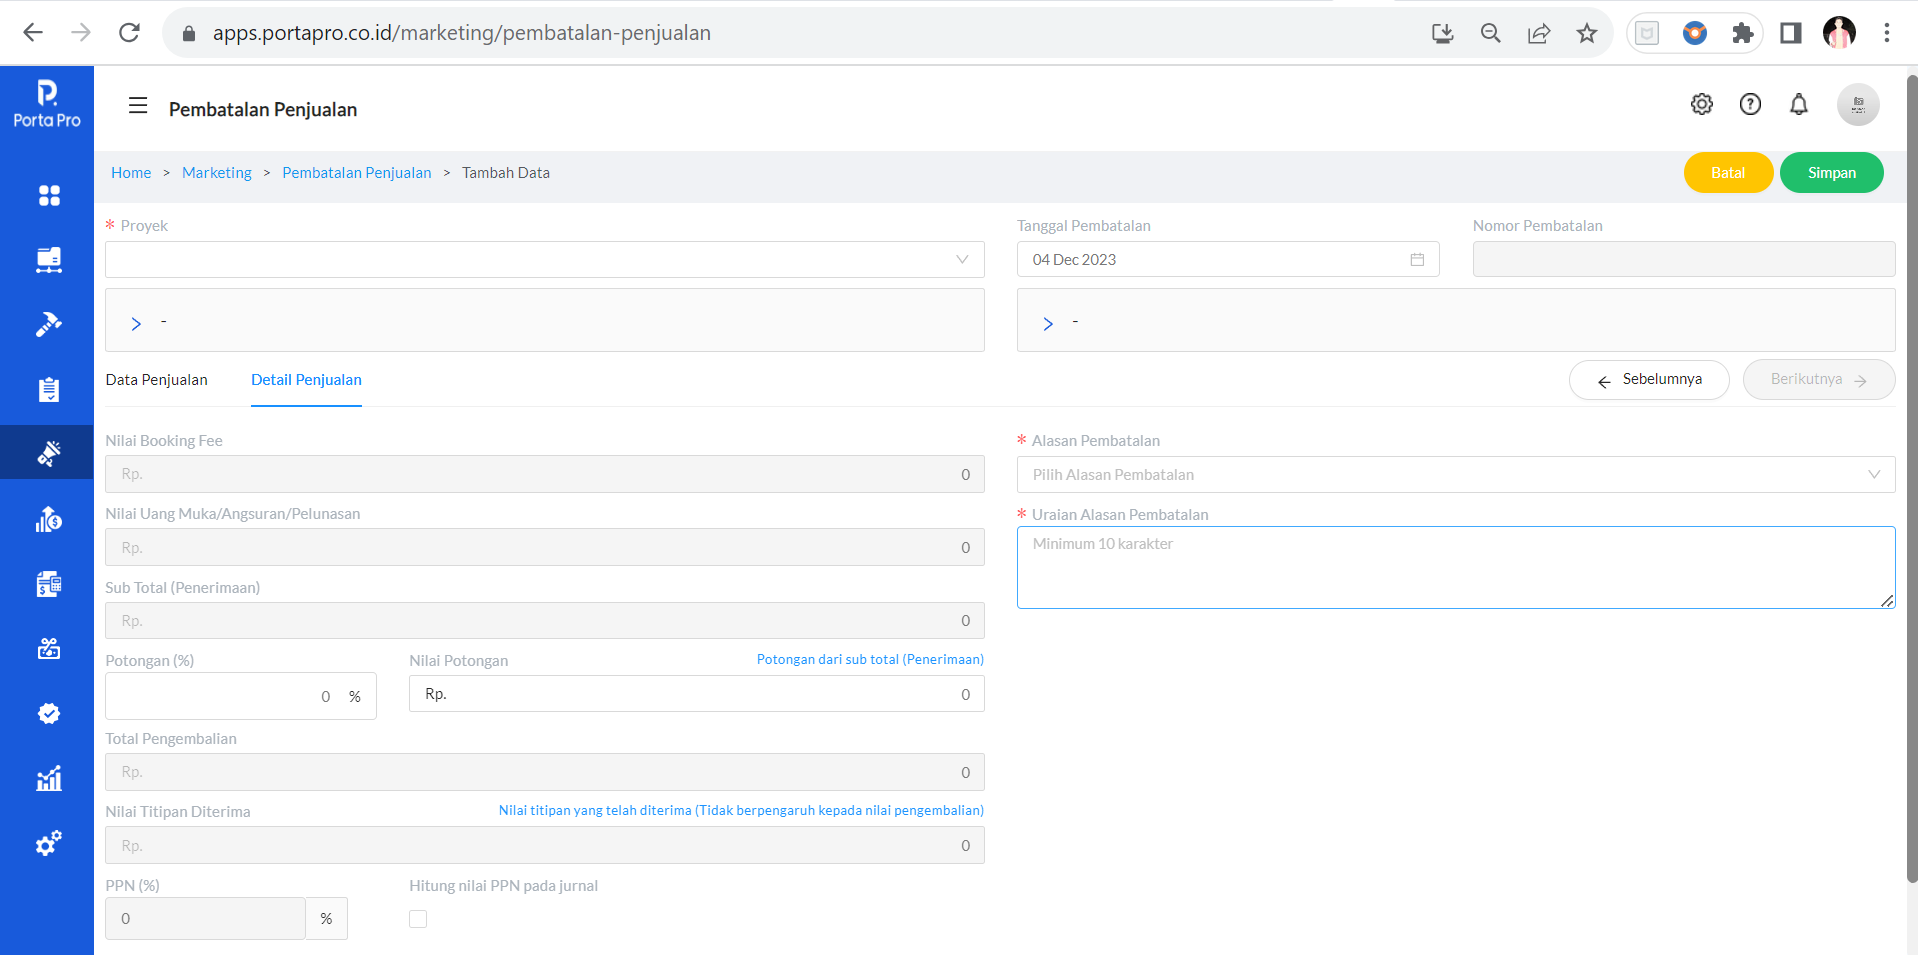 apps.portapro.co.id/marketing/pembatalan-penjualan
Porta Pro
Pembatalan Penjualan
Home > Marketing > Pembatalan Penjualan > Tambah Data
Batal
Simpan
* Proyek
Tanggal Pembatalan
Nomor Pembatalan
04 Dec 2023
> -
> -
Data Penjualan
Detail Penjualan
← Sebelumnya
Berikutnya →
Nilai Booking Fee
Rp. 0
* Alasan Pembatalan
Pilih Alasan Pembatalan
Nilai Uang Muka/Angsuran/Pelunasan
Rp. 0
* Uraian Alasan Pembatalan
Minimum 10 karakter
Sub Total (Penerimaan)
Rp. 0
Potongan (%)
0 %
Nilai Potongan
Potongan dari sub total (Penerimaan)
Rp. 0
Total Pengembalian
Rp. 0
Nilai Titipan Diterima
Nilai titipan yang telah diterima (Tidak berpengaruh kepada nilai pengembalian)
Rp. 0
PPN (%)
0 %
Hitung nilai PPN pada jurnal